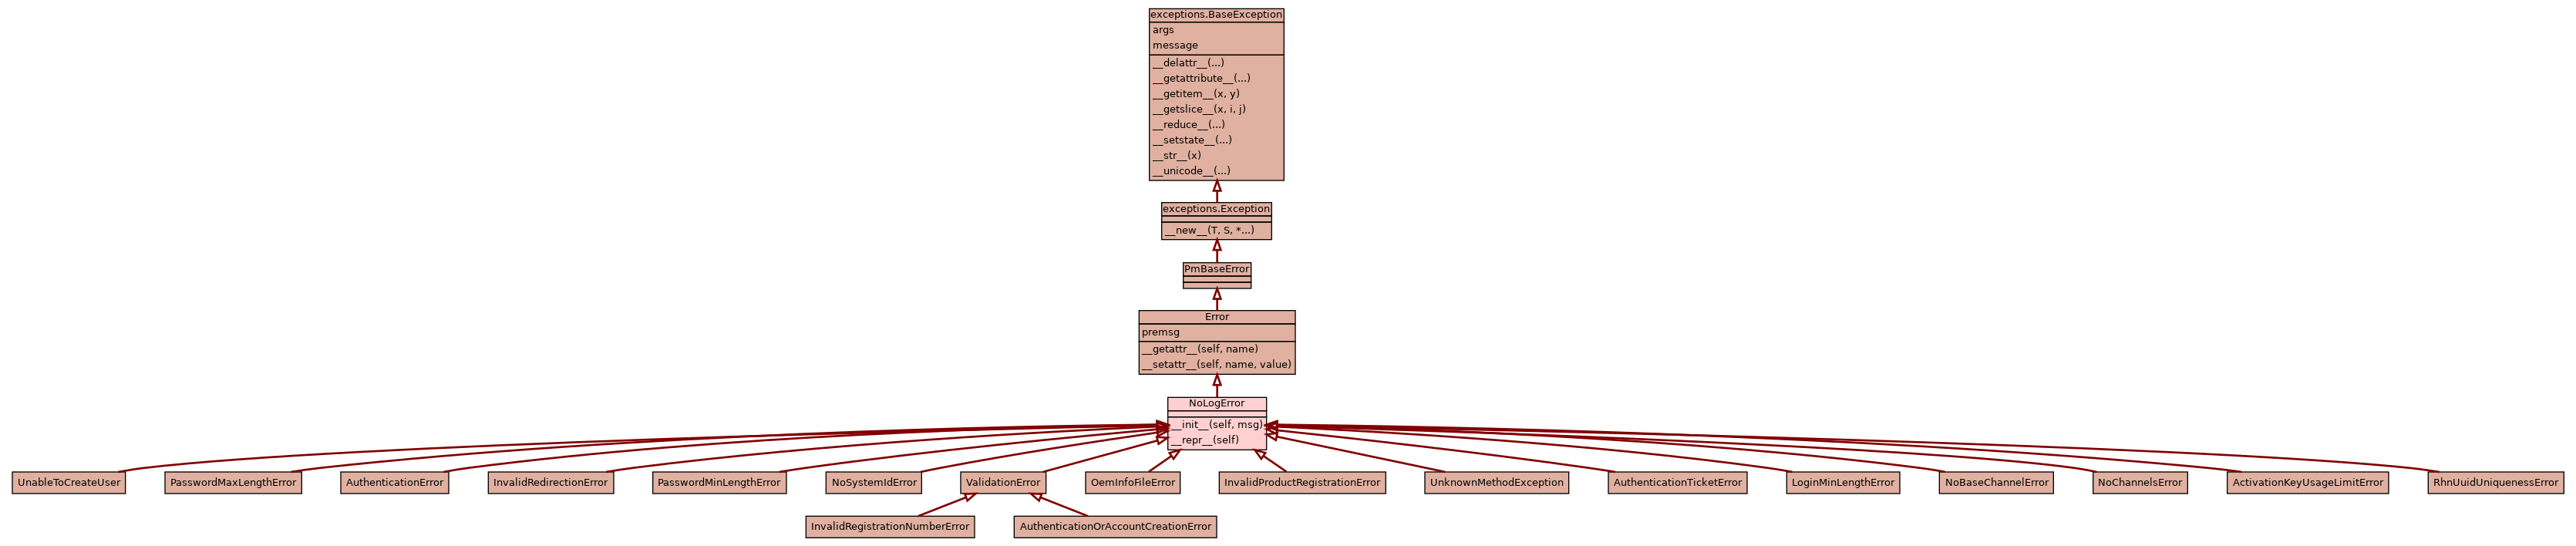 exceptions.BaseException
args
message
__delattr__(...)
__getattribute__(...)
__getitem__(x, y)
__getslice__(x, i, j)
__reduce__(...)
__setstate__(...)
__str__(x)
__unicode__(...)
exceptions.Exception
__new__(T, S, *...)
PmBaseError
Error
premsg
__getattr__(self, name)
__setattr__(self, name, value)
NoLogError
__init__(self, msg)
__repr__(self)
UnableToCreateUser
PasswordMaxLengthError
AuthenticationError
InvalidRedirectionError
PasswordMinLengthError
NoSystemIdError
ValidationError
OemInfoFileError
InvalidProductRegistrationError
UnknownMethodException
AuthenticationTicketError
LoginMinLengthError
NoBaseChannelError
NoChannelsError
ActivationKeyUsageLimitError
RhnUuidUniquenessError
InvalidRegistrationNumberError
AuthenticationOrAccountCreationError